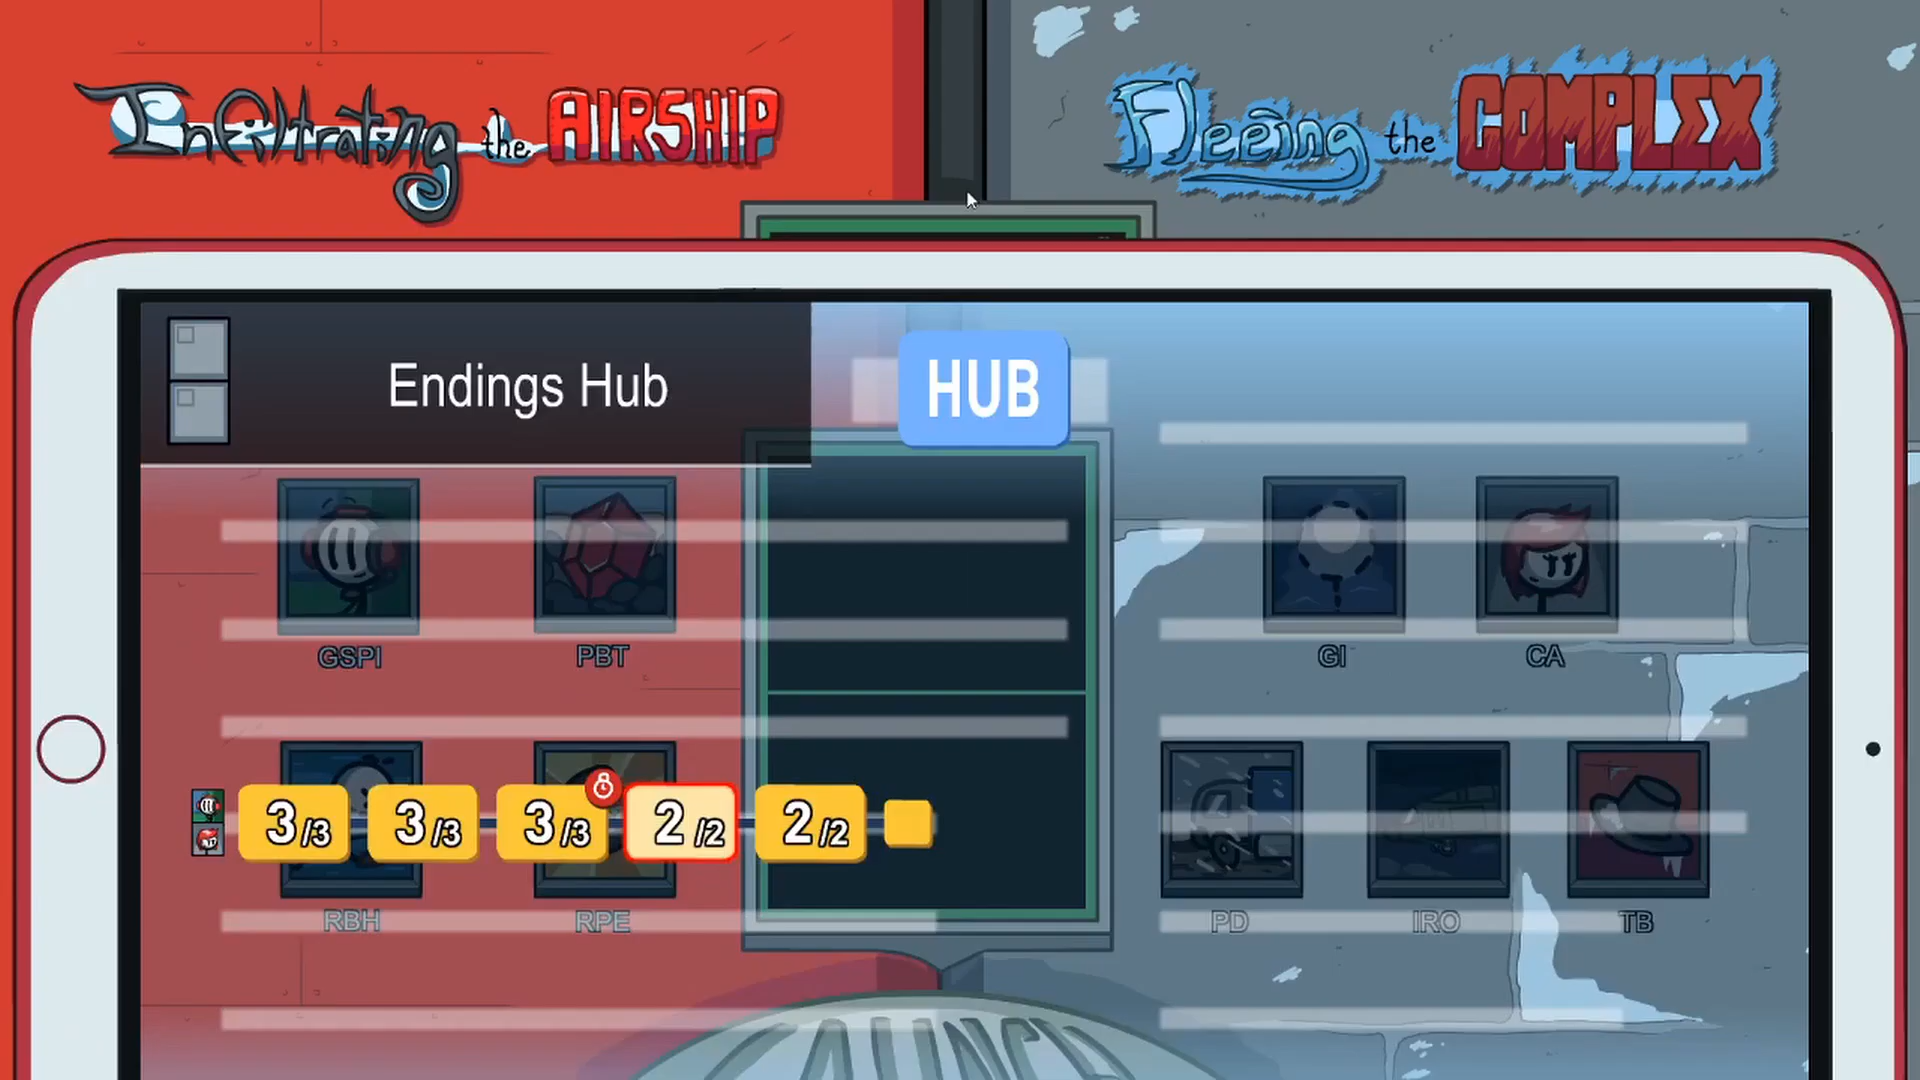 Infiltrating the AIRSHIP
Fleeing the COMPLEX
Endings Hub
HUB
GSPI
PBT
GI
CA
3/3
3/3
3/3
2/2
2/2
RBH
RPE
PD
IRO
TB
LAUNCH